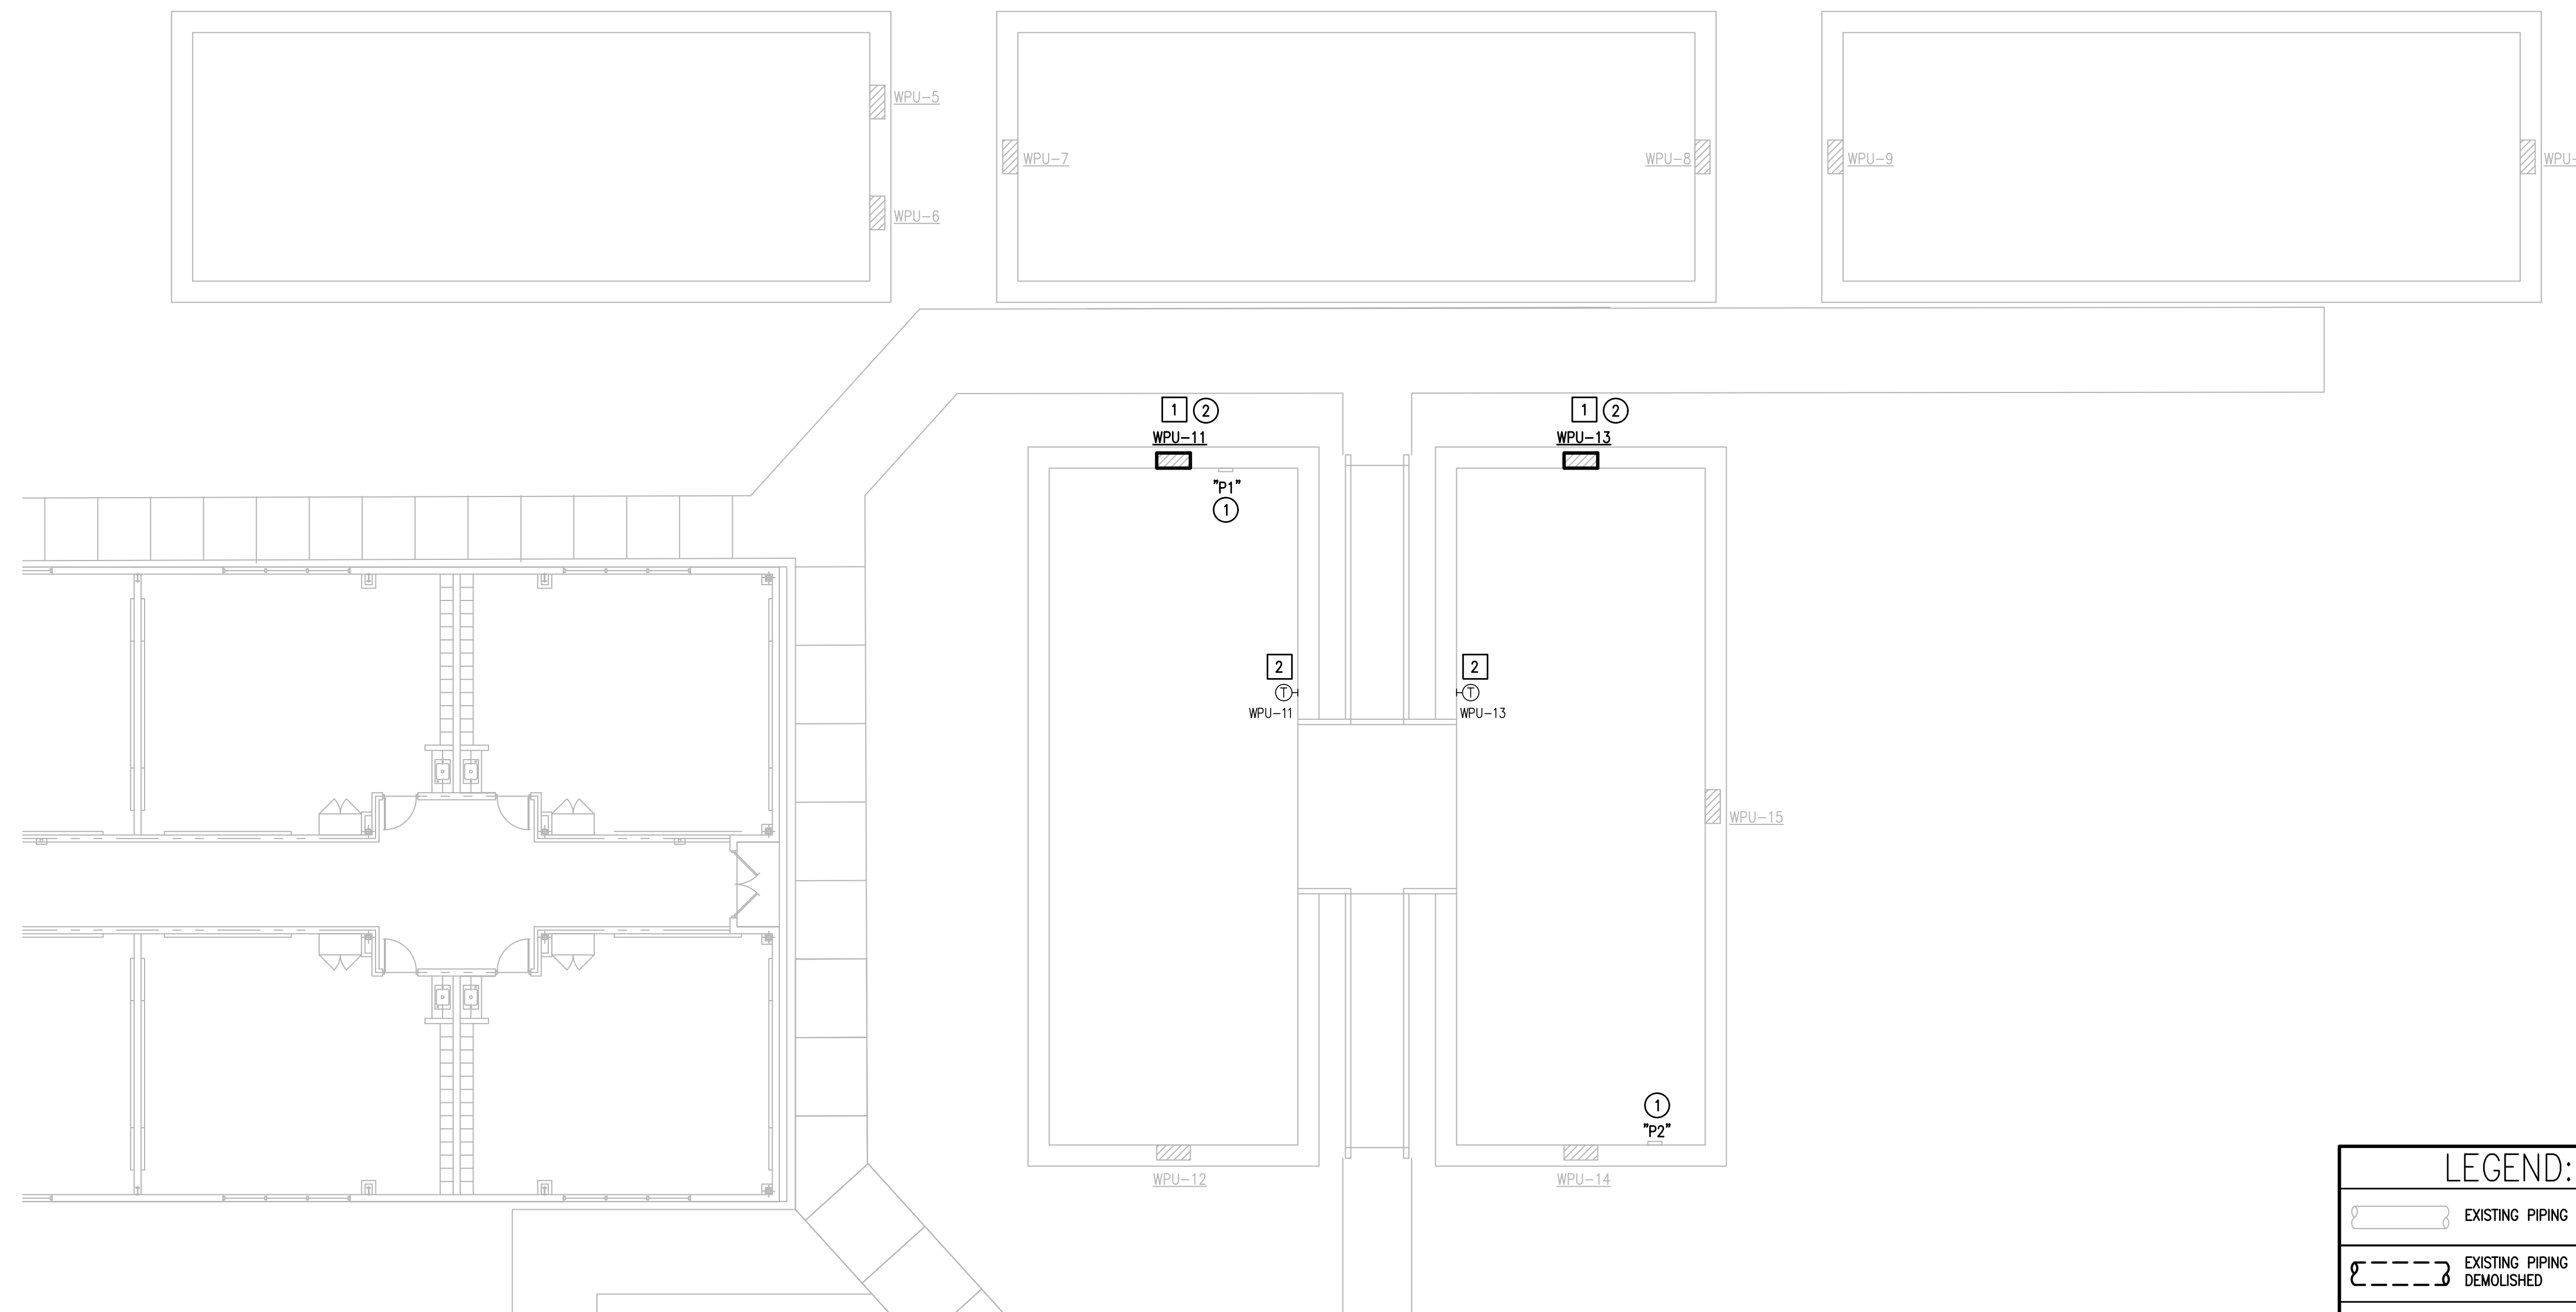 WPU-5
WPU-6
WPU-7
WPU-8
WPU-9
WPU-
1 2
WPU-11
1 2
WPU-13
"P1"
1
2
T
WPU-11
2
T
WPU-13
WPU-15
1
"P2"
WPU-12
WPU-14
LEGEND:
EXISTING PIPING
EXISTING PIPING
DEMOLISHED